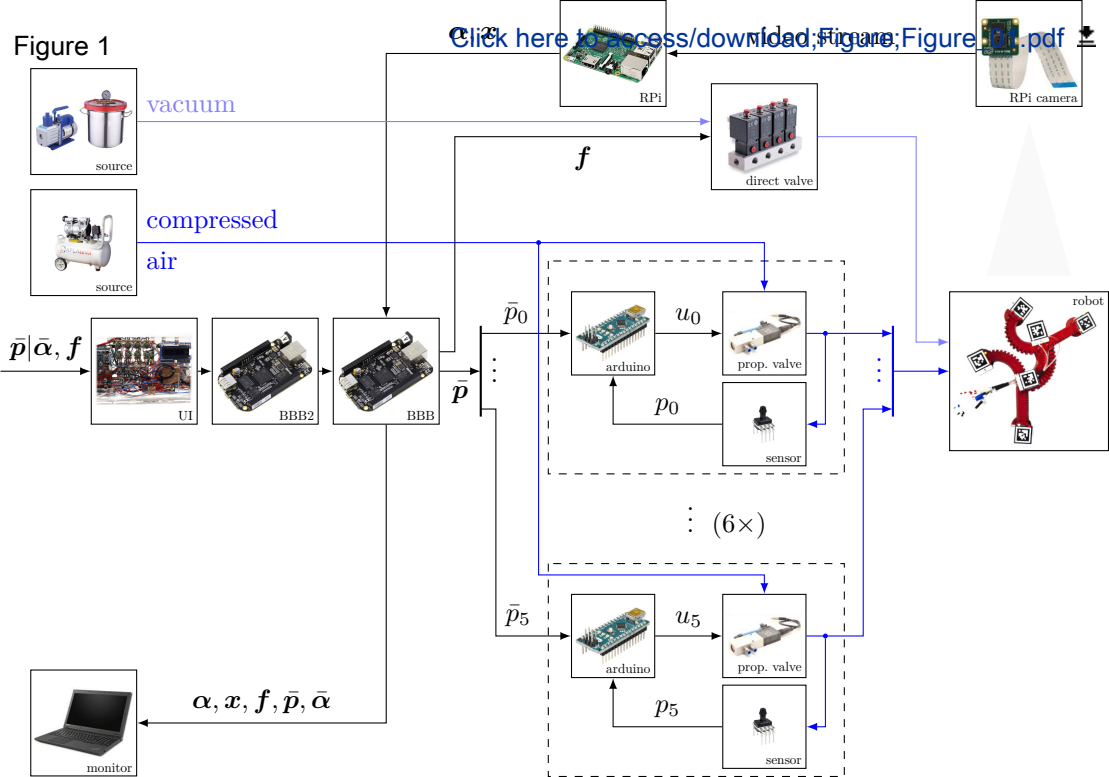 Figure 1
Click here to access/download;Figure;Figure_01.pdf
α, x
video stream
RPi
RPi camera
vacuum
source
f
direct valve
compressed
air
source
p̄|ᾱ, f
UI
BBB2
BBB
p̄
⋮
p̄₀
arduino
u₀
prop. valve
p₀
sensor
⋮
robot
⋮ (6×)
p̄₅
arduino
u₅
prop. valve
p₅
sensor
α, x, f, p̄, ᾱ
monitor